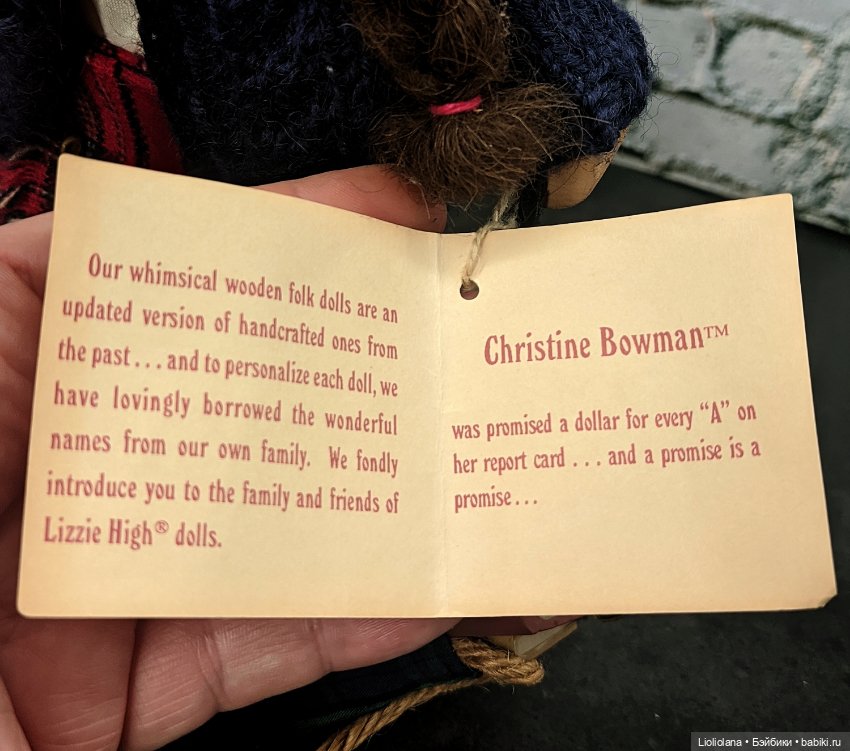 Our whimsical wooden folk dolls are an
updated version of handcrafted ones from
the past...and to personalize each doll, we
have lovingly borrowed the wonderful
names from our own family. We fondly
introduce you to the family and friends of
Lizzie High® dolls.
Christine Bowman™
was promised a dollar for every “A” on
her report card ... and a promise is a
promise...
Lioliolana • Бэйбики • babiki.ru